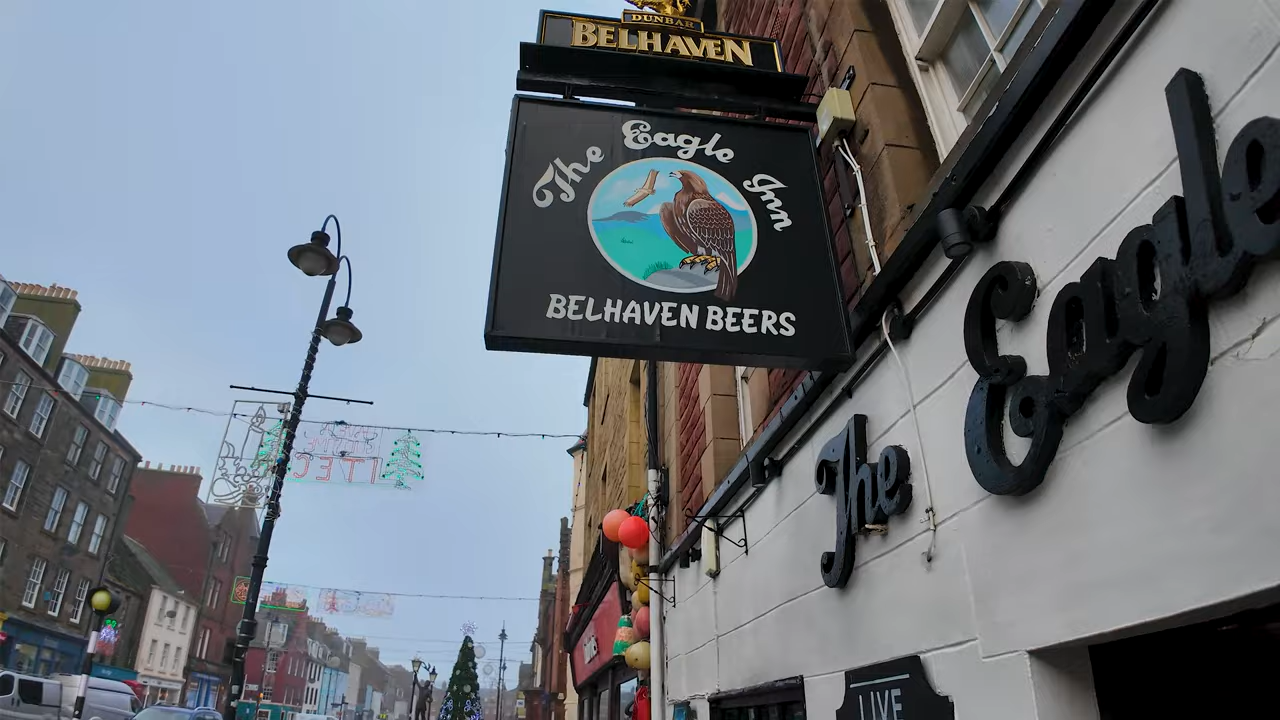 DUNBAR
BELHAVEN
The Eagle Inn
BELHAVEN BEERS
The Eagle
LIVE